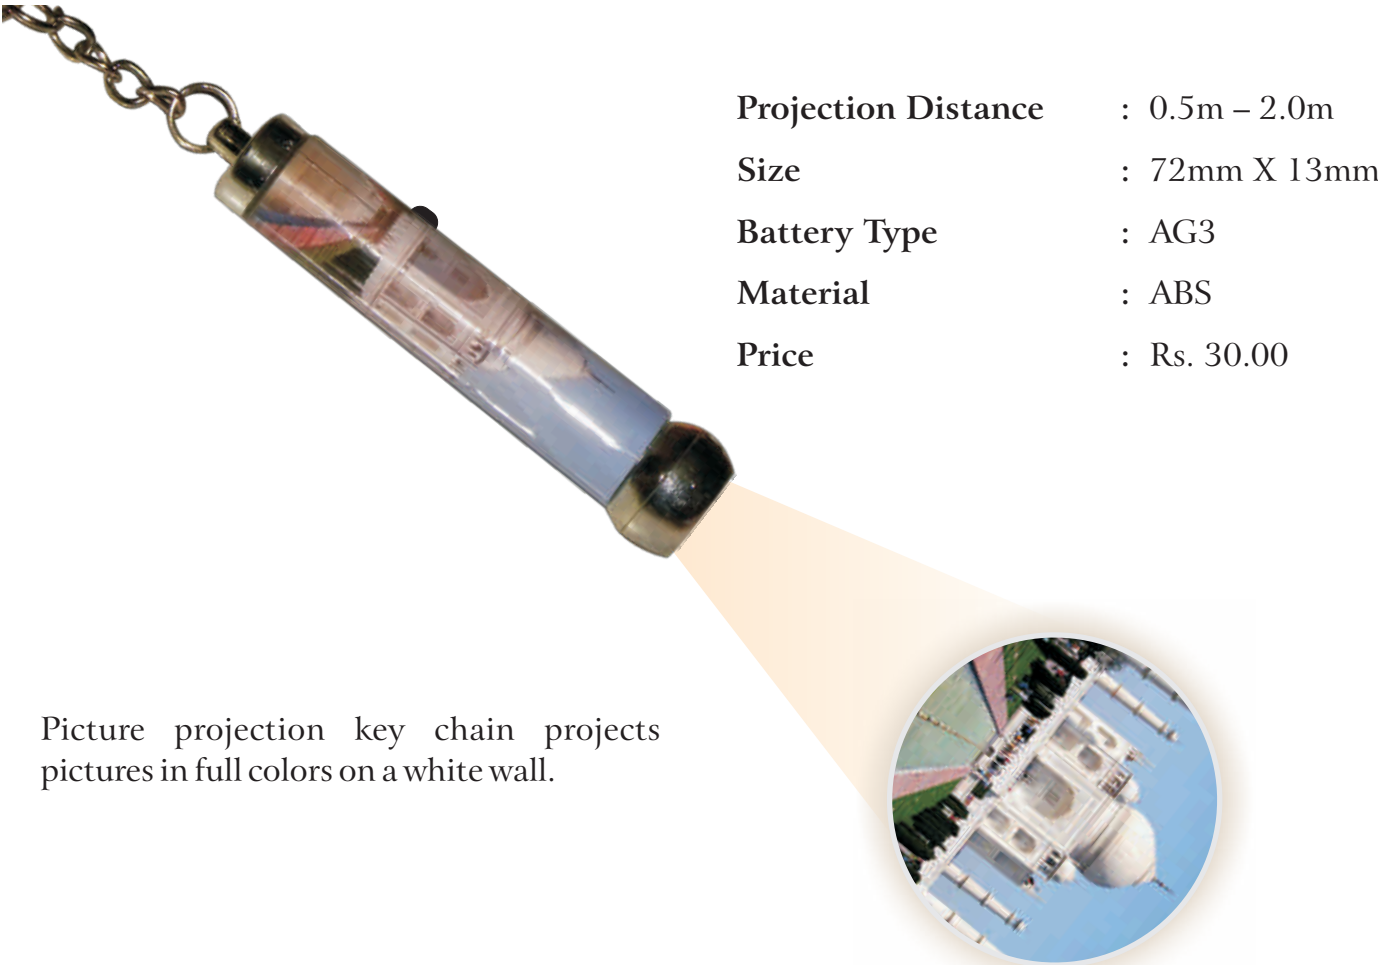 Projection Distance : 0.5m – 2.0m
Size : 72mm X 13mm
Battery Type : AG3
Material : ABS
Price : Rs. 30.00
Picture projection key chain projects
pictures in full colors on a white wall.